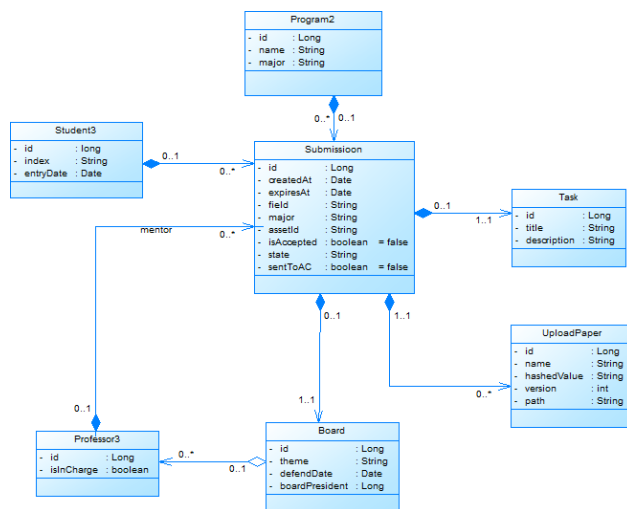 Program2
- id : Long
- name : String
- major : String
0..* 0..1
Student3
- id : long
- index : String
- entryDate : Date
0..1
0..*
Submissioon
- id : Long
- createdAt : Date
- expiresAt : Date
- field : String
- major : String
- assetId : String
- isAccepted : boolean = false
- state : String
- sentToAC : boolean = false
0..1
1..1
Task
- id : Long
- title : String
- description : String
mentor
0..*
0..1
1..1
UploadPaper
- id : Long
- name : String
- hashedValue : String
- version : int
- path : String
0..*
1..1
0..1
Professor3
- id : Long
- isInCharge : boolean
0..*
0..1
Board
- id : Long
- theme : String
- defendDate : Date
- boardPresident : Long